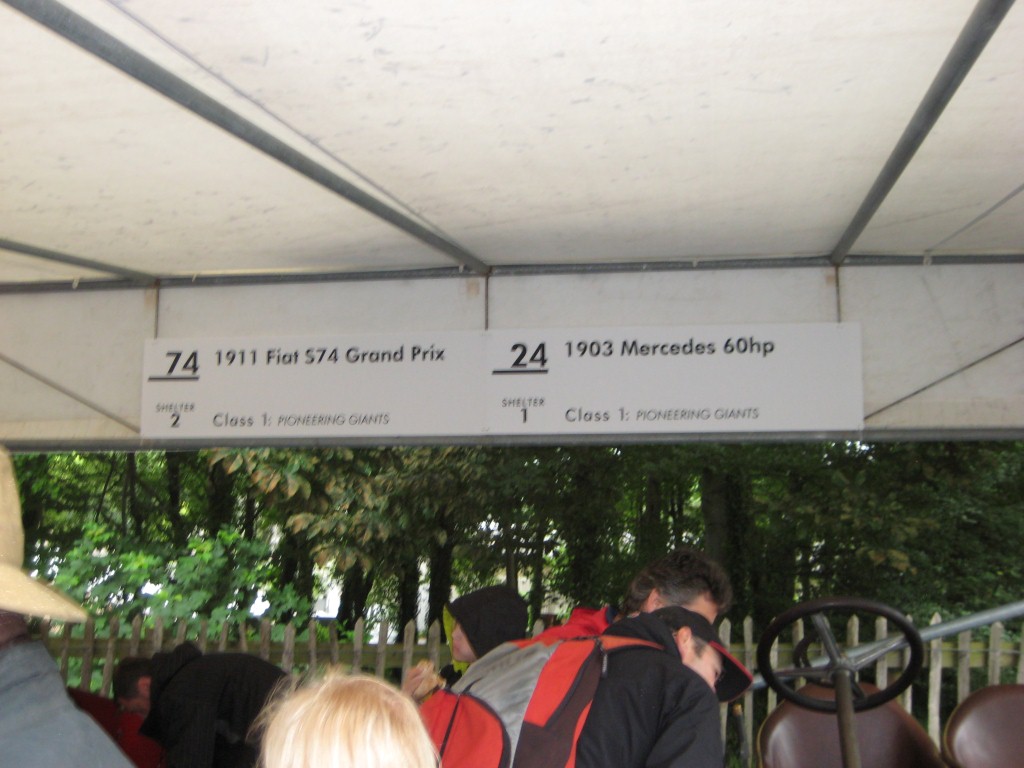 74 1911 Fiat S74 Grand Prix
SHELTER
2 Class 1: PIONEERING GIANTS
24 1903 Mercedes 60hp
SHELTER
1 Class 1: PIONEERING GIANTS